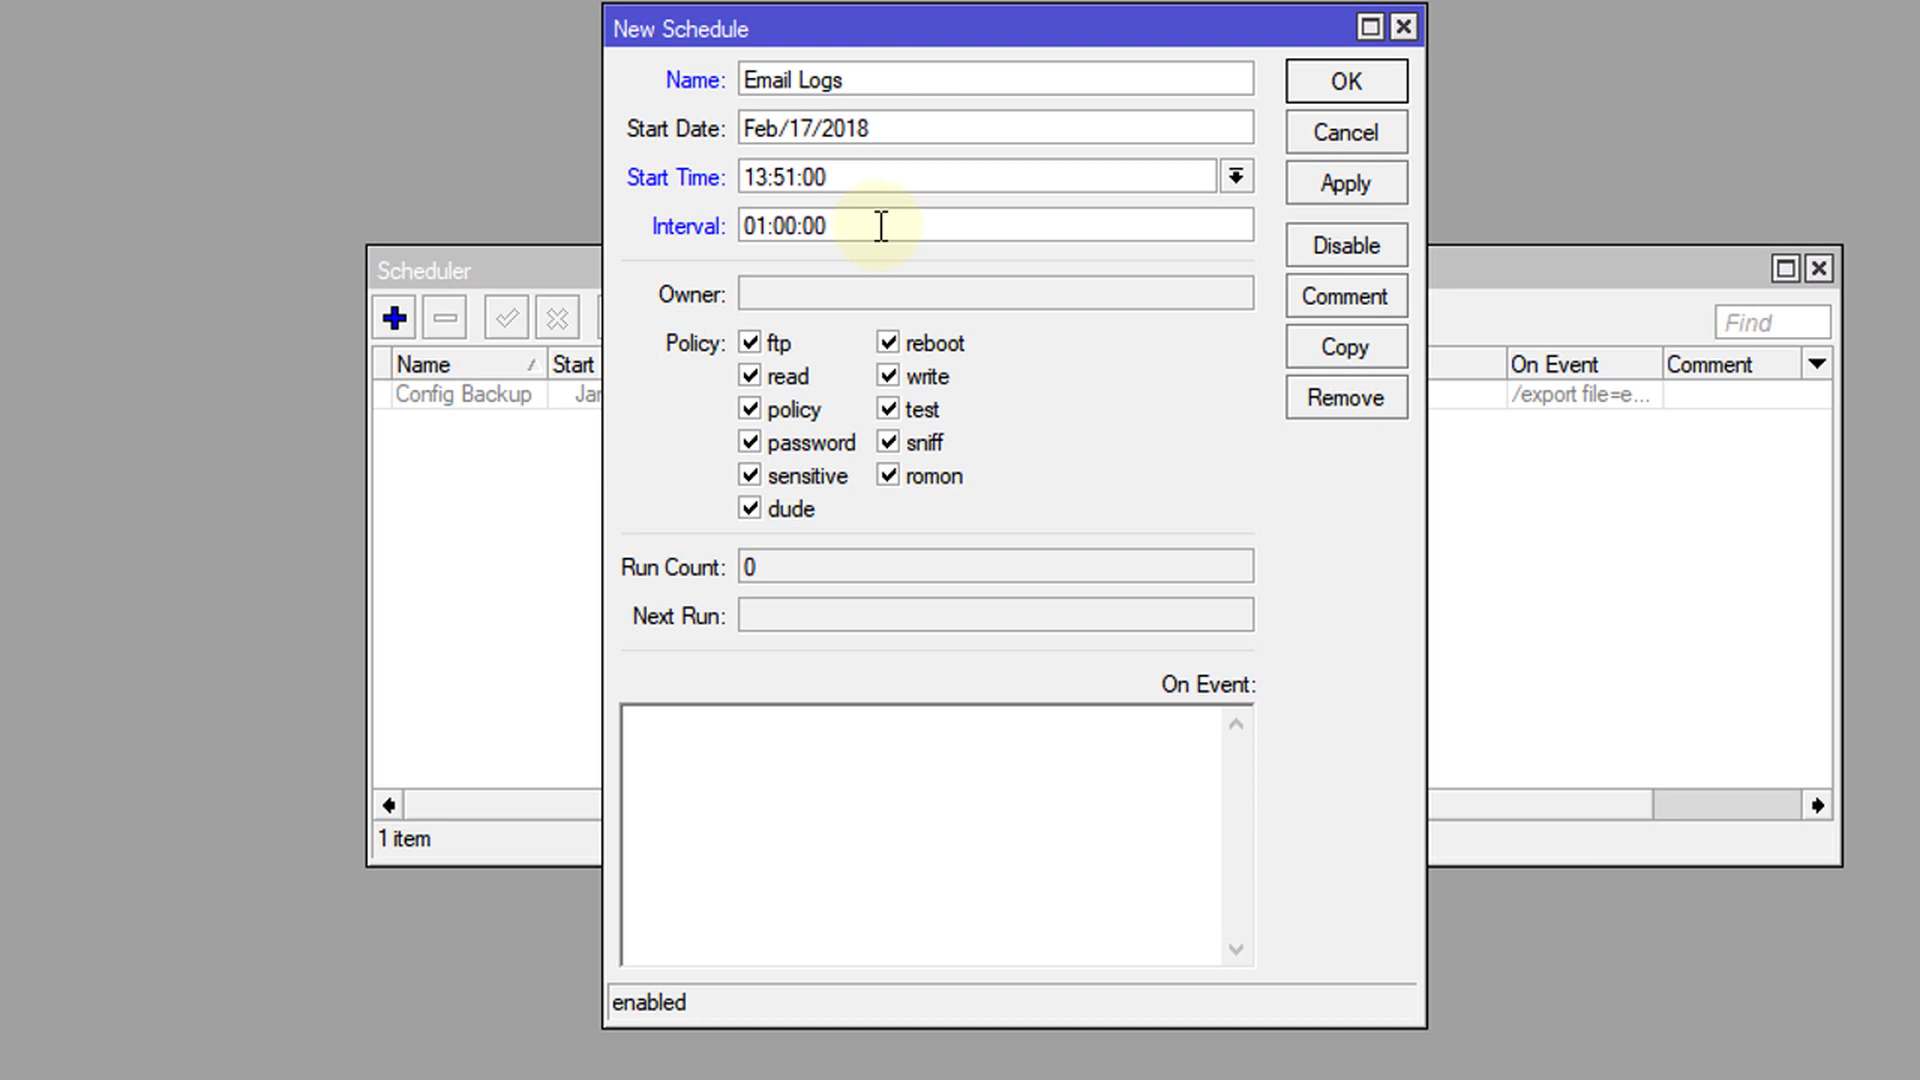 New Schedule
Name: Email Logs
OK
Start Date: Feb/17/2018
Cancel
Start Time: 13:51:00
Apply
Interval: 01:00:00
Disable
Owner:
Comment
Policy: ftp reboot
Copy
read write
policy test
Remove
password sniff
sensitive romon
dude
Run Count: 0
Next Run:
On Event:
enabled
Scheduler
Find
Name Start On Event Comment
Config Backup Jar /export file=e...
1 item